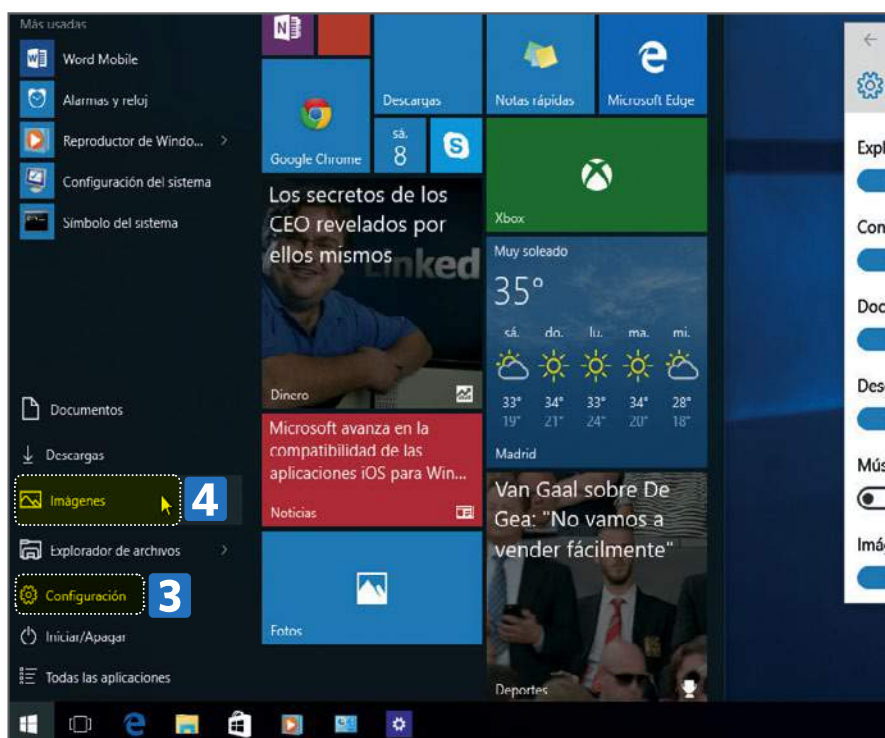 Más usadas
Word Mobile
Alarmas y reloj
Reproductor de Windo...
Configuración del sistema
Símbolo del sistema
Documentos
Descargas
Imágenes
4
Explorador de archivos
Configuración
3
Iniciar/Apagar
Todas las aplicaciones
Google Chrome
Descargas
sá.
8
Notas rápidas
Microsoft Edge
Los secretos de los
CEO revelados por
ellos mismos
Linked
Dinero
Xbox
Muy soleado
35°
sá. do. lu. ma. mi.
33° 34° 33° 34° 28°
19° 21° 24° 20° 18°
Madrid
Microsoft avanza en la
compatibilidad de las
aplicaciones iOS para Win...
Noticias
Van Gaal sobre De
Gea: "No vamos a
vender fácilmente"
Deportes
Fotos
Expl
Con
Doc
Des
Mús
Imá